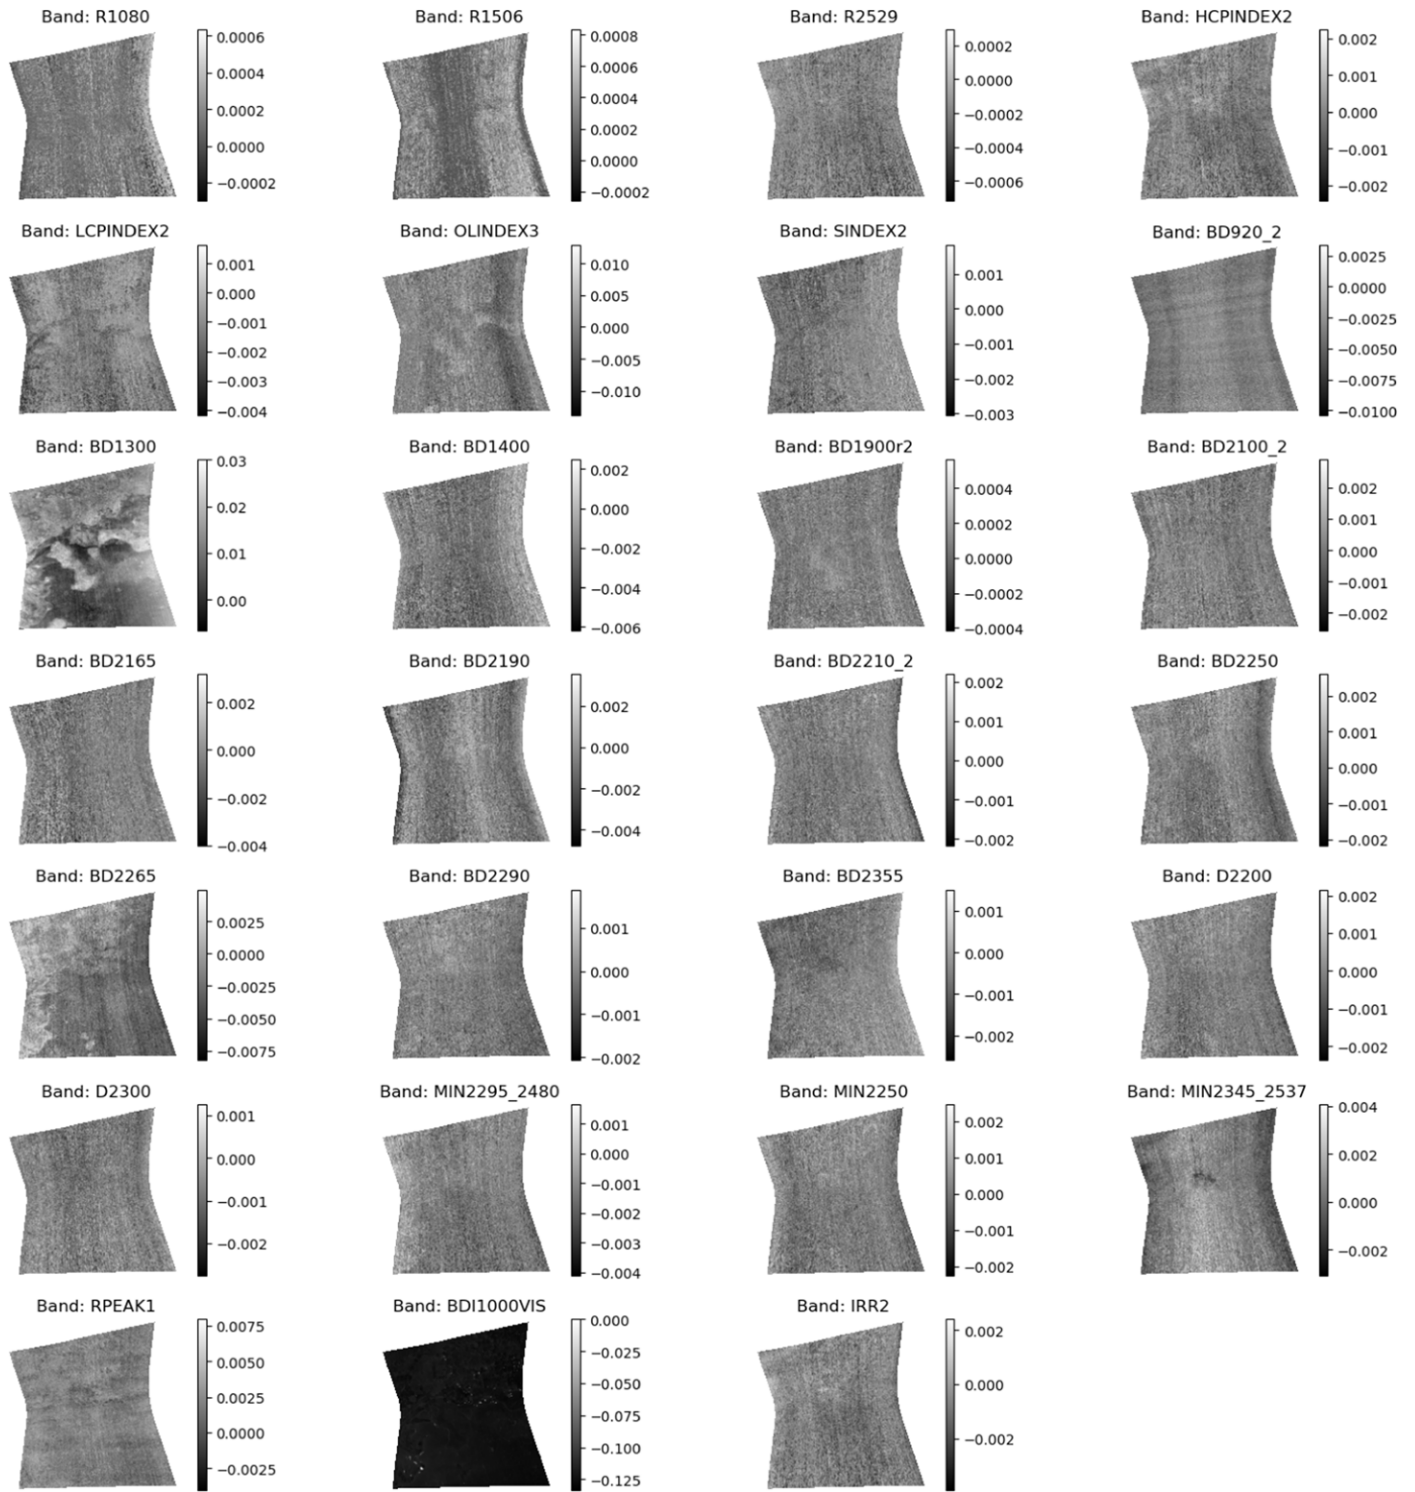 Band: R1080 Band: R1506 Band: R2529 Band: HCPINDEX2
0.0006 0.0008 0.0002 0.002
0.0004 0.0006 0.0000 0.001
0.0002 0.0004 −0.0002 0.000
0.0000 0.0002 −0.0004 −0.001
−0.0002 0.0000 −0.0006 −0.002
−0.0002
Band: LCPINDEX2 Band: OLINDEX3 Band: SINDEX2 Band: BD920_2
0.001 0.010 0.001 0.0025
0.000 0.005 0.000 0.0000
−0.001 0.000 −0.001 −0.0025
−0.002 −0.005 −0.002 −0.0050
−0.003 −0.010 −0.003 −0.0075
−0.004 −0.0100
Band: BD1300 Band: BD1400 Band: BD1900r2 Band: BD2100_2
0.03 0.002 0.0004 0.002
0.02 0.000 0.0002 0.001
0.01 −0.002 0.0000 0.000
0.00 −0.004 −0.0002 −0.001
−0.006 −0.0004 −0.002
Band: BD2165 Band: BD2190 Band: BD2210_2 Band: BD2250
0.002 0.002 0.002 0.002
0.000 0.000 0.001 0.001
−0.002 −0.002 0.000 0.000
−0.004 −0.004 −0.001 −0.001
−0.002 −0.002
Band: BD2265 Band: BD2290 Band: BD2355 Band: D2200
0.0025 0.001 0.001 0.002
0.0000 0.000 0.000 0.001
−0.0025 −0.001 −0.001 0.000
−0.0050 −0.002 −0.002 −0.001
−0.0075 −0.002
Band: D2300 Band: MIN2295_2480 Band: MIN2250 Band: MIN2345_2537
0.001 0.001 0.002 0.004
0.000 0.000 0.001 0.002
−0.001 −0.001 0.000 0.000
−0.002 −0.002 −0.001 −0.002
−0.003 −0.002
−0.004
Band: RPEAK1 Band: BDI1000VIS Band: IRR2
0.0075 0.000 0.002
0.0050 −0.025 0.000
0.0025 −0.050 −0.002
0.0000 −0.075
−0.0025 −0.100
−0.125